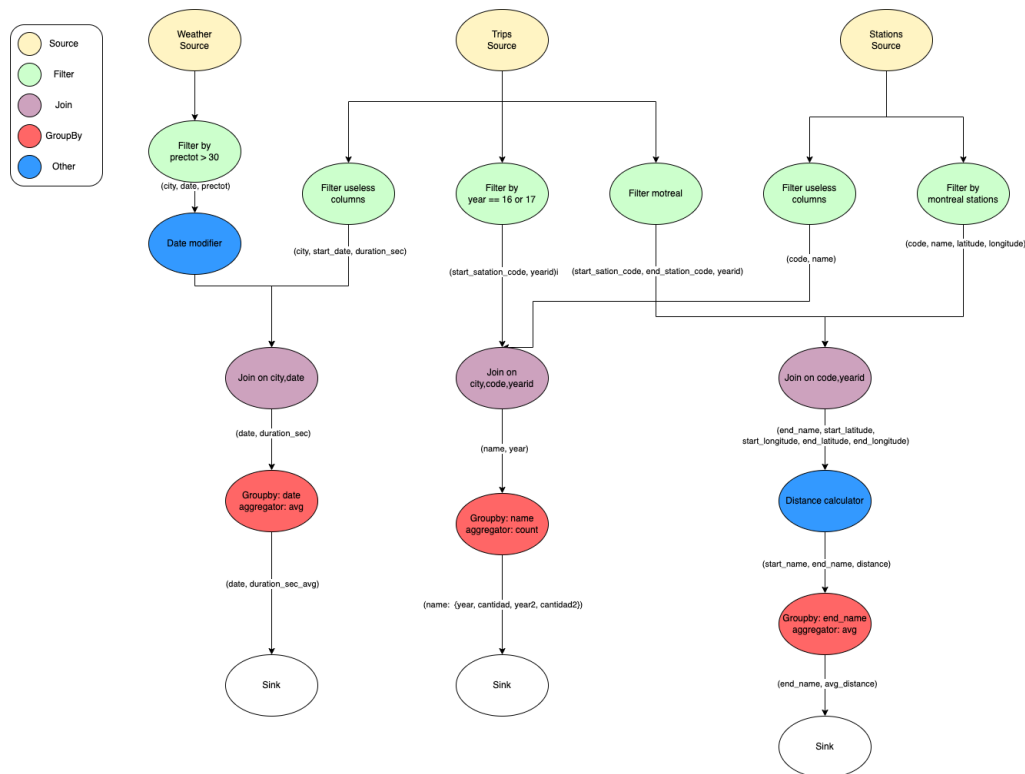 Source
Filter
Join
GroupBy
Other
Weather
Source
Trips
Source
Stations
Source
Filter by
prectot > 30
(city, date, prectot)
Filter useless
columns
Filter by
year == 16 or 17
Filter motreal
Filter useless
columns
Filter by
montreal stations
Date modifier
(city, start_date, duration_sec)
(start_satation_code, yearid)i
(start_sation_code, end_station_code, yearid)
(code, name)
(code, name, latitude, longitude)
Join on city,date
Join on
city,code,yearid
Join on code,yearid
(date, duration_sec)
(name, year)
(end_name, start_latitude,
start_longitude, end_latitude, end_longitude)
Groupby: date
aggregator: avg
Groupby: name
aggregator: count
Distance calculator
(date, duration_sec_avg)
(name: {year, cantidad, year2, cantidad2})
(start_name, end_name, distance)
Groupby: end_name
aggregator: avg
Sink
Sink
(end_name, avg_distance)
Sink